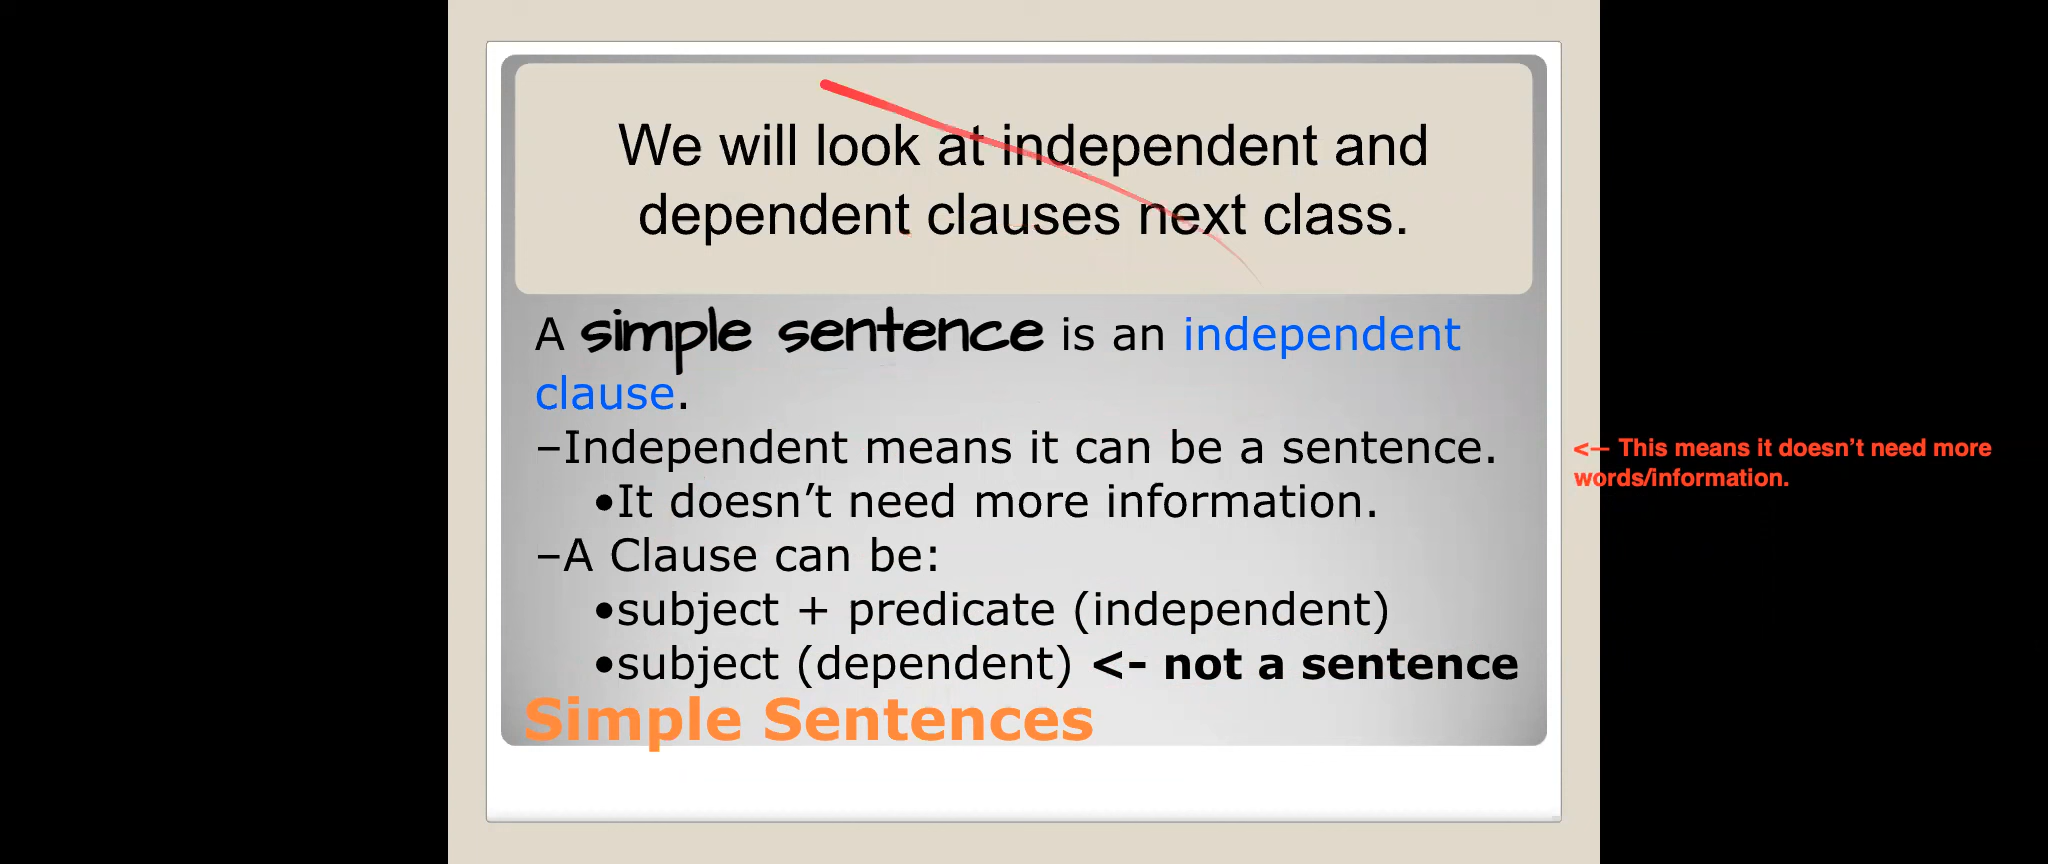 We will look at independent and
dependent clauses next class.
A simple sentence is an independent
clause.
–Independent means it can be a sentence.
<— This means it doesn’t need more
words/information.
•It doesn’t need more information.
–A Clause can be:
•subject + predicate (independent)
•subject (dependent) <- not a sentence
Simple Sentences